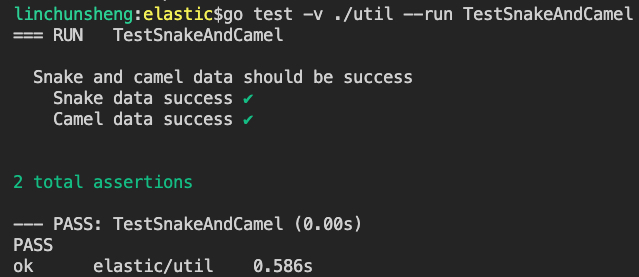 linchunsheng:elastic$go test -v ./util --run TestSnakeAndCamel
=== RUN   TestSnakeAndCamel
  Snake and camel data should be success
    Snake data success ✔
    Camel data success ✔
2 total assertions
--- PASS: TestSnakeAndCamel (0.00s)
PASS
ok      elastic/util    0.586s